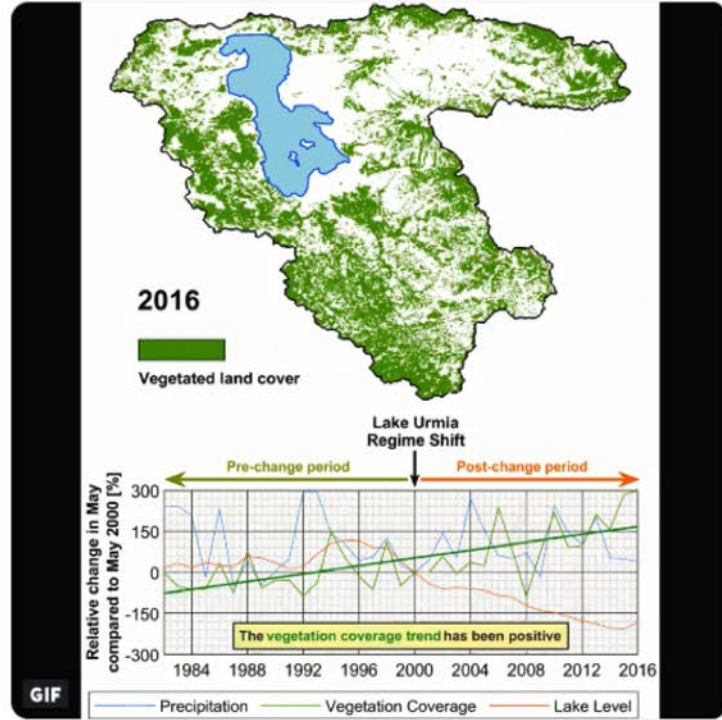 2016
Vegetated land cover
Lake Urmia
Regime Shift
Pre-change period
Post-change period
Relative change in May
compared to May 2000 [%]
300
150
0
-150
-300
The vegetation coverage trend has been positive
1984 1988 1992 1996 2000 2004 2008 2012 2016
GIF
Precipitation Vegetation Coverage Lake Level